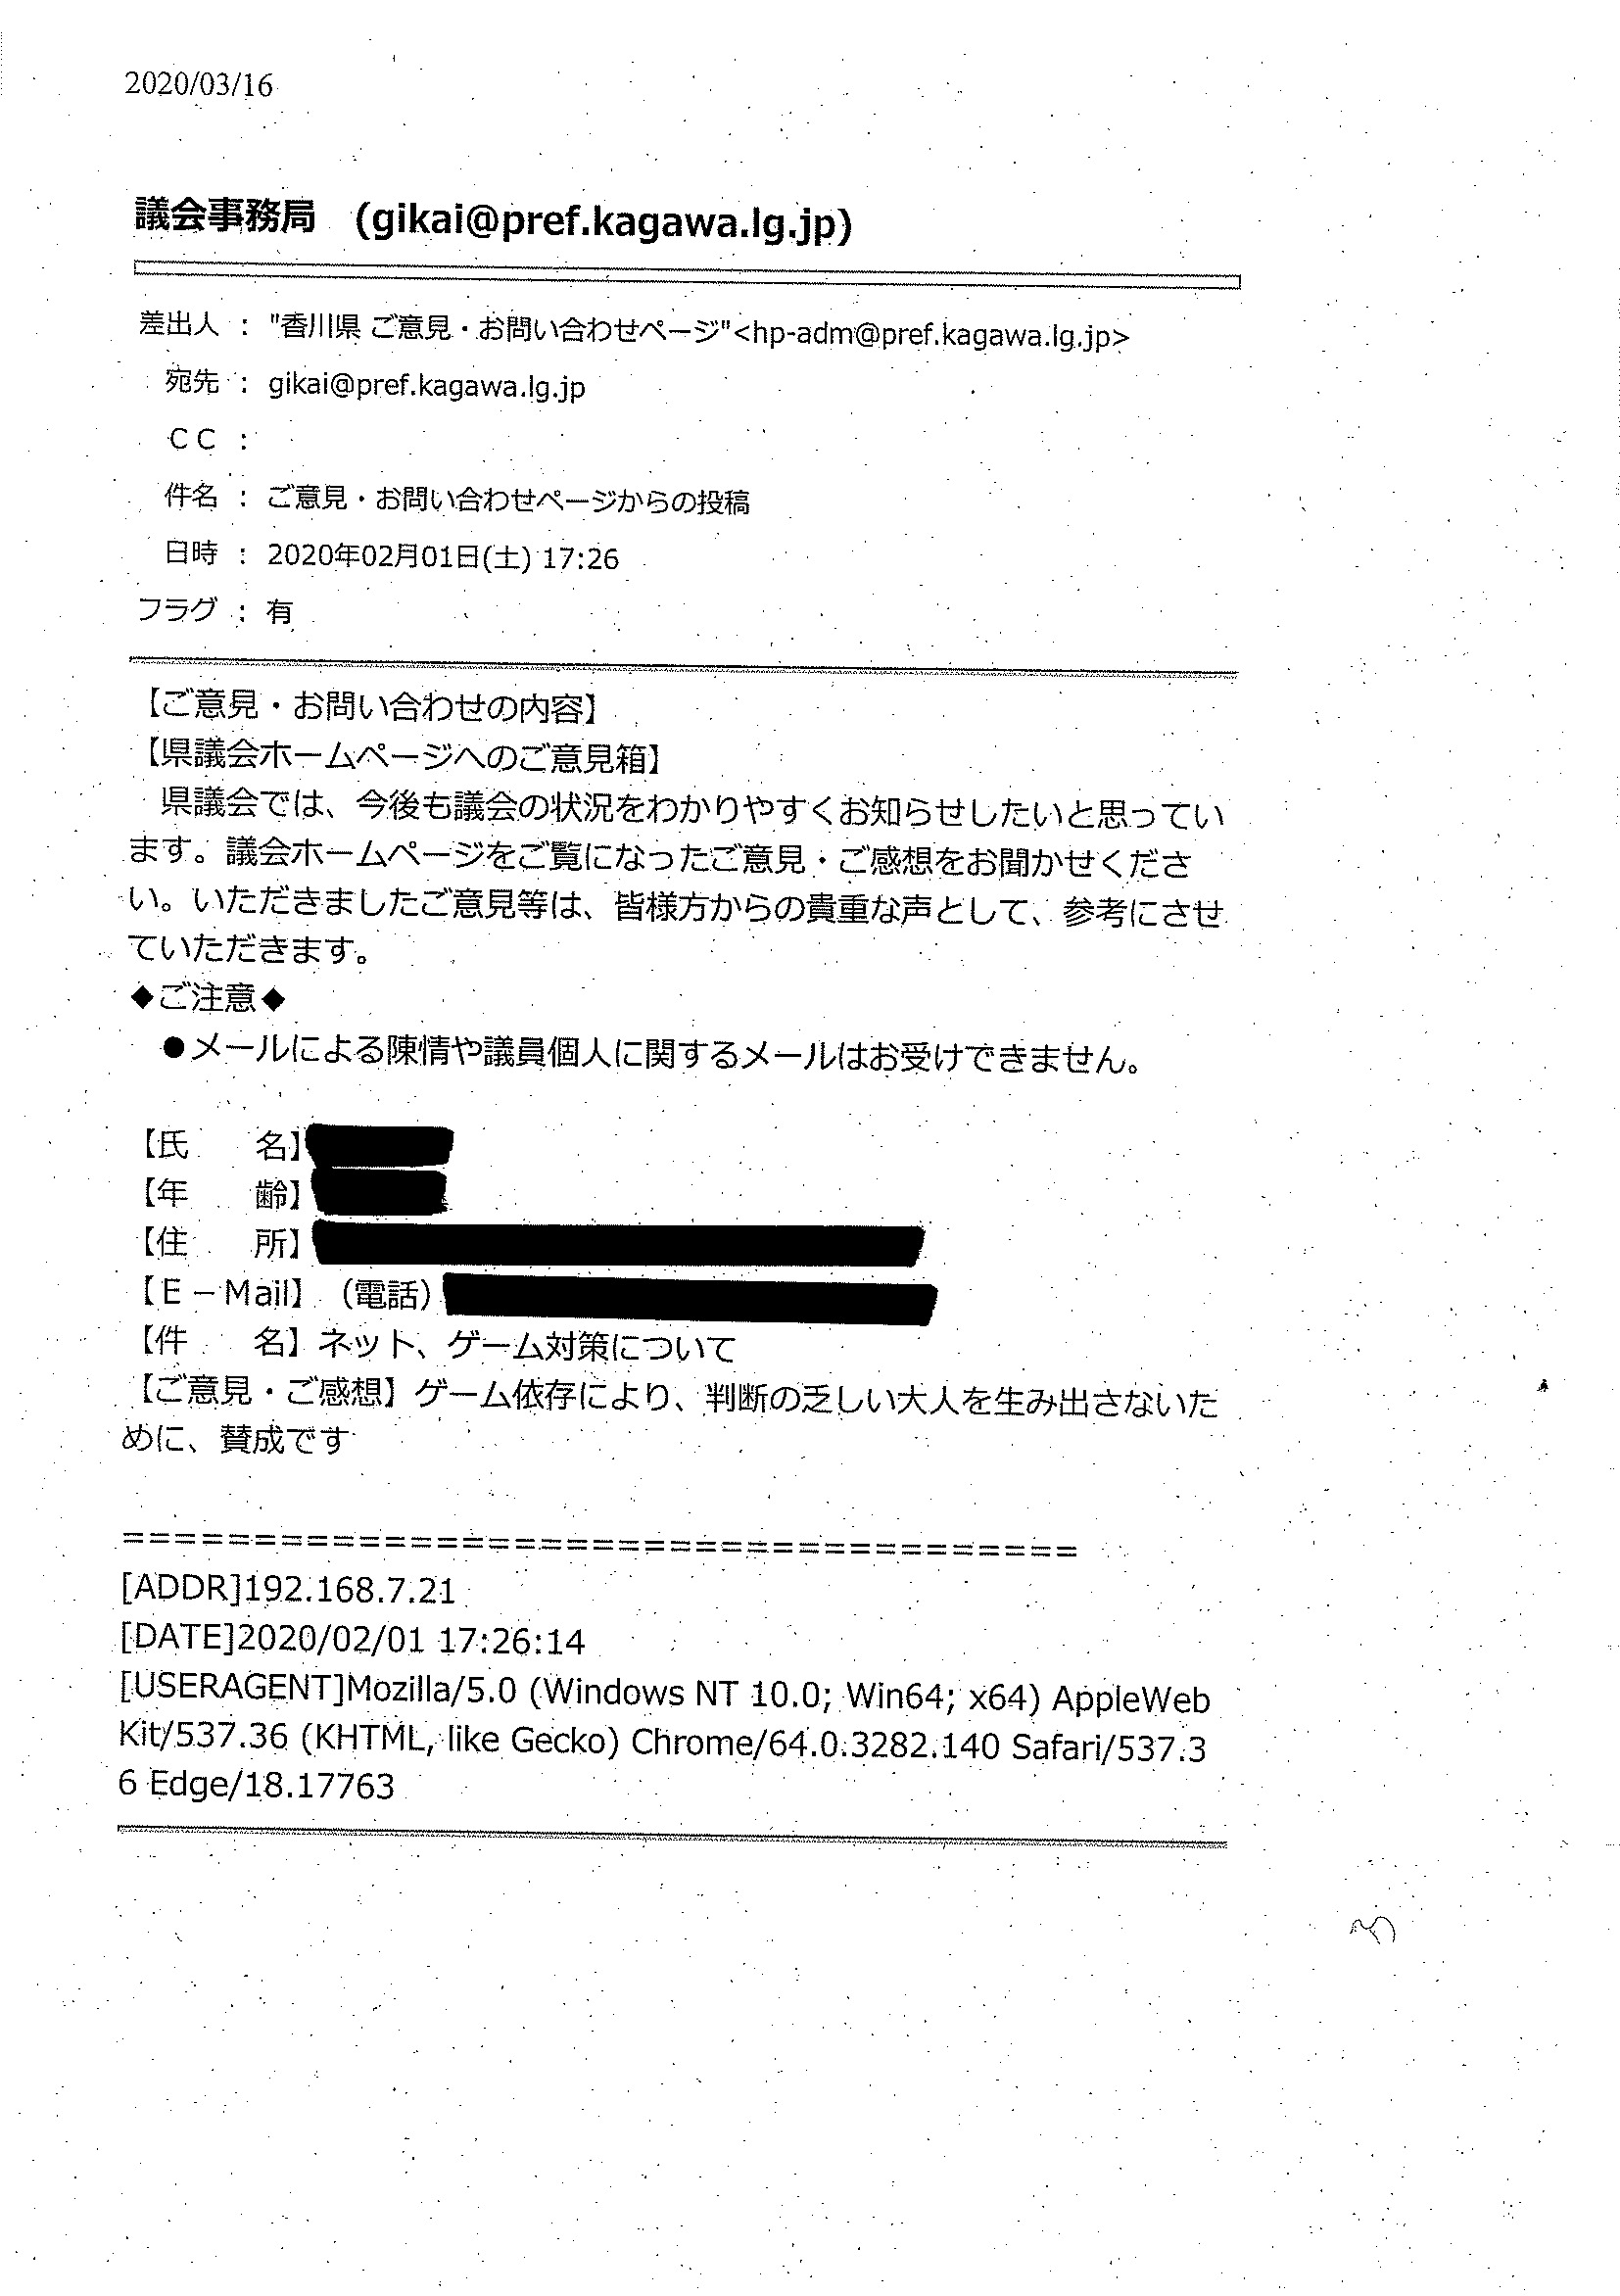 2020/03/16
議会事務局 (gikai@pref.kagawa.lg.jp)
差出人 : "香川県 ご意見・お問い合わせページ"<hp-adm@pref.kagawa.lg.jp>
宛先 : gikai@pref.kagawa.lg.jp
ＣＣ :
件名 : ご意見・お問い合わせページからの投稿
日時 : 2020年02月01日(土) 17:26
フラグ : 有
【ご意見・お問い合わせの内容】
【県議会ホームページへのご意見箱】
県議会では、今後も議会の状況をわかりやすくお知らせしたいと思ってい
ます。議会ホームページをご覧になったご意見・ご感想をお聞かせくださ
い。いただきましたご意見等は、皆様方からの貴重な声として、参考にさせ
ていただきます。
◆ご注意◆
●メールによる陳情や議員個人に関するメールはお受けできません。
【氏　　名】
【年　　齢】
【住　　所】
【Ｅ－Mail】（電話）
【件　　名】ネット、ゲーム対策について
【ご意見・ご感想】ゲーム依存により、判断の乏しい大人を生み出さないた
めに、賛成です
=====================================
[ADDR]192.168.7.21
[DATE]2020/02/01 17:26:14
[USERAGENT]Mozilla/5.0 (Windows NT 10.0; Win64; x64) AppleWeb
Kit/537.36 (KHTML, like Gecko) Chrome/64.0.3282.140 Safari/537.3
6 Edge/18.17763